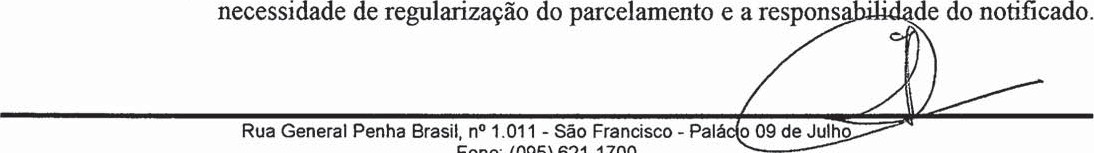 necessidade de regularização do parcelamento e a responsabilidade do notificado.
Rua General Penha Brasil, nº 1.011 - São Francisco - Palácio 09 de Julho
Fone: (095) 621 1700